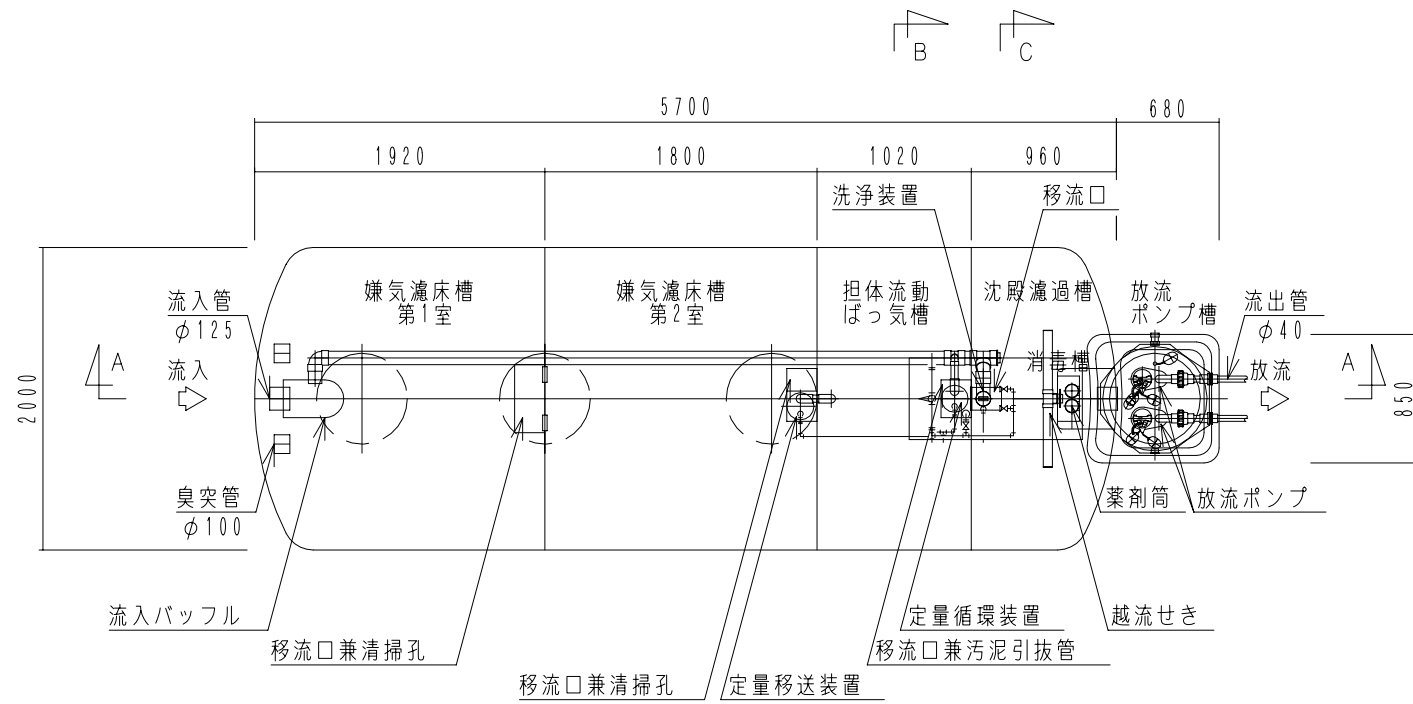 B
C
5700
680
1920
1800
1020
960
洗浄装置
移流口
嫌気濾床槽
第1室
嫌気濾床槽
第2室
担体流動
ばっ気槽
沈殿濾過槽
放流
ポンプ槽
流入管
φ125
流出管
φ40
消毒槽
A
流入
放流
A
2000
850
臭突管
φ100
薬剤筒
放流ポンプ
流入バッフル
定量循環装置
越流せき
移流口兼清掃孔
移流口兼汚泥引抜管
移流口兼清掃孔
定量移送装置